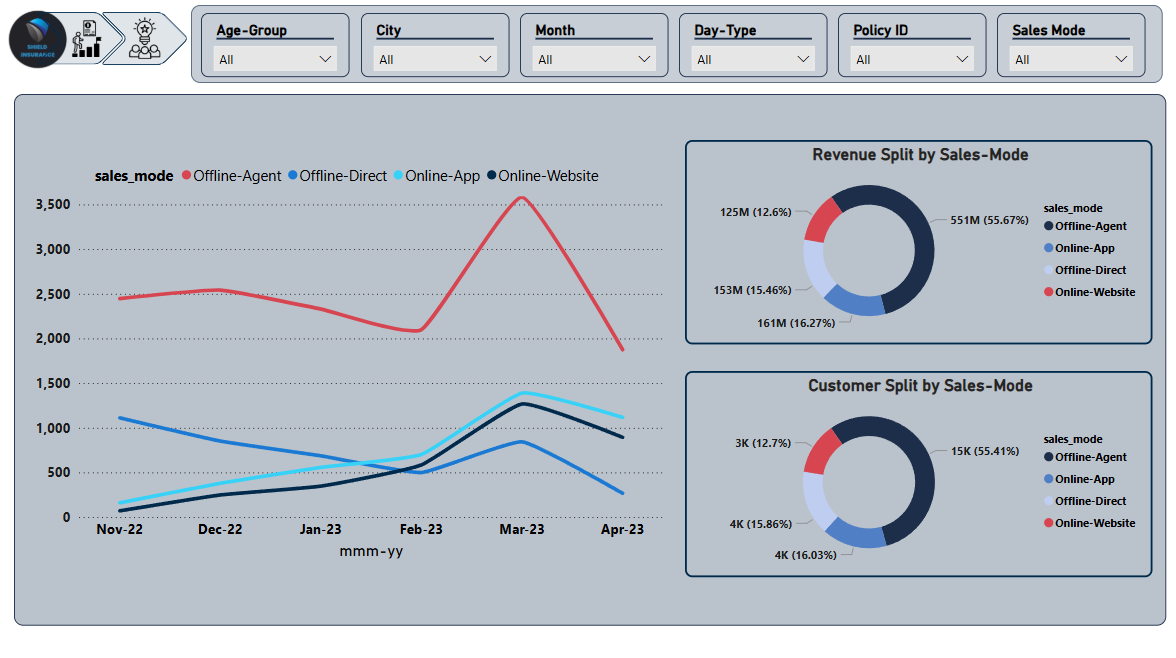 SHIELD
INSURANCE
Age-Group
All
City
All
Month
All
Day-Type
All
Policy ID
All
Sales Mode
All
sales_mode Offline-Agent Offline-Direct Online-App Online-Website
3,500
3,000
2,500
2,000
1,500
1,000
500
0
Nov-22 Dec-22 Jan-23 Feb-23 Mar-23 Apr-23
mmm-yy
Revenue Split by Sales-Mode
125M (12.6%)
551M (55.67%)
153M (15.46%)
161M (16.27%)
sales_mode
Offline-Agent
Online-App
Offline-Direct
Online-Website
Customer Split by Sales-Mode
3K (12.7%)
15K (55.41%)
4K (15.86%)
4K (16.03%)
sales_mode
Offline-Agent
Online-App
Offline-Direct
Online-Website